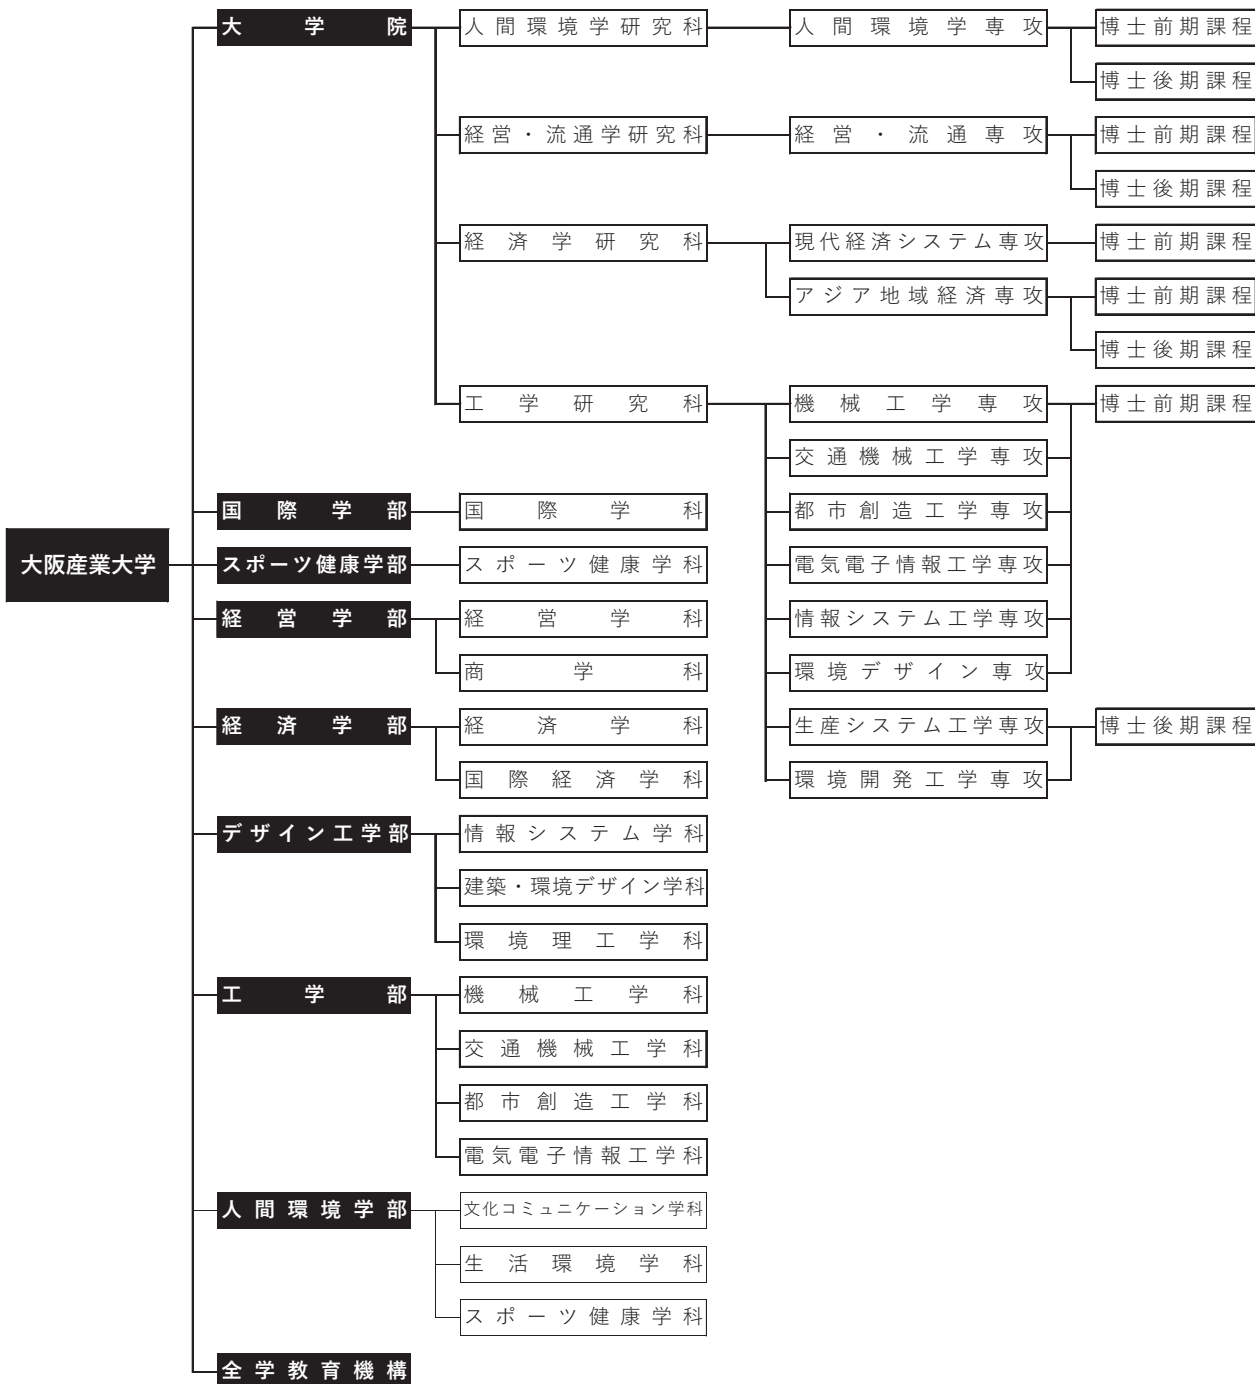 大阪産業大学
大学院
人間環境学研究科
人間環境学専攻
博士前期課程
博士後期課程
経営・流通学研究科
経営・流通専攻
博士前期課程
博士後期課程
経済学研究科
現代経済システム専攻
博士前期課程
アジア地域経済専攻
博士前期課程
博士後期課程
工学研究科
機械工学専攻
博士前期課程
交通機械工学専攻
都市創造工学専攻
電気電子情報工学専攻
情報システム工学専攻
環境デザイン専攻
生産システム工学専攻
博士後期課程
環境開発工学専攻
国際学部
国際学科
スポーツ健康学部
スポーツ健康学科
経営学部
経営学科
商学科
経済学部
経済学科
国際経済学科
デザイン工学部
情報システム学科
建築・環境デザイン学科
環境理工学科
工学部
機械工学科
交通機械工学科
都市創造工学科
電気電子情報工学科
人間環境学部
文化コミュニケーション学科
生活環境学科
スポーツ健康学科
全学教育機構